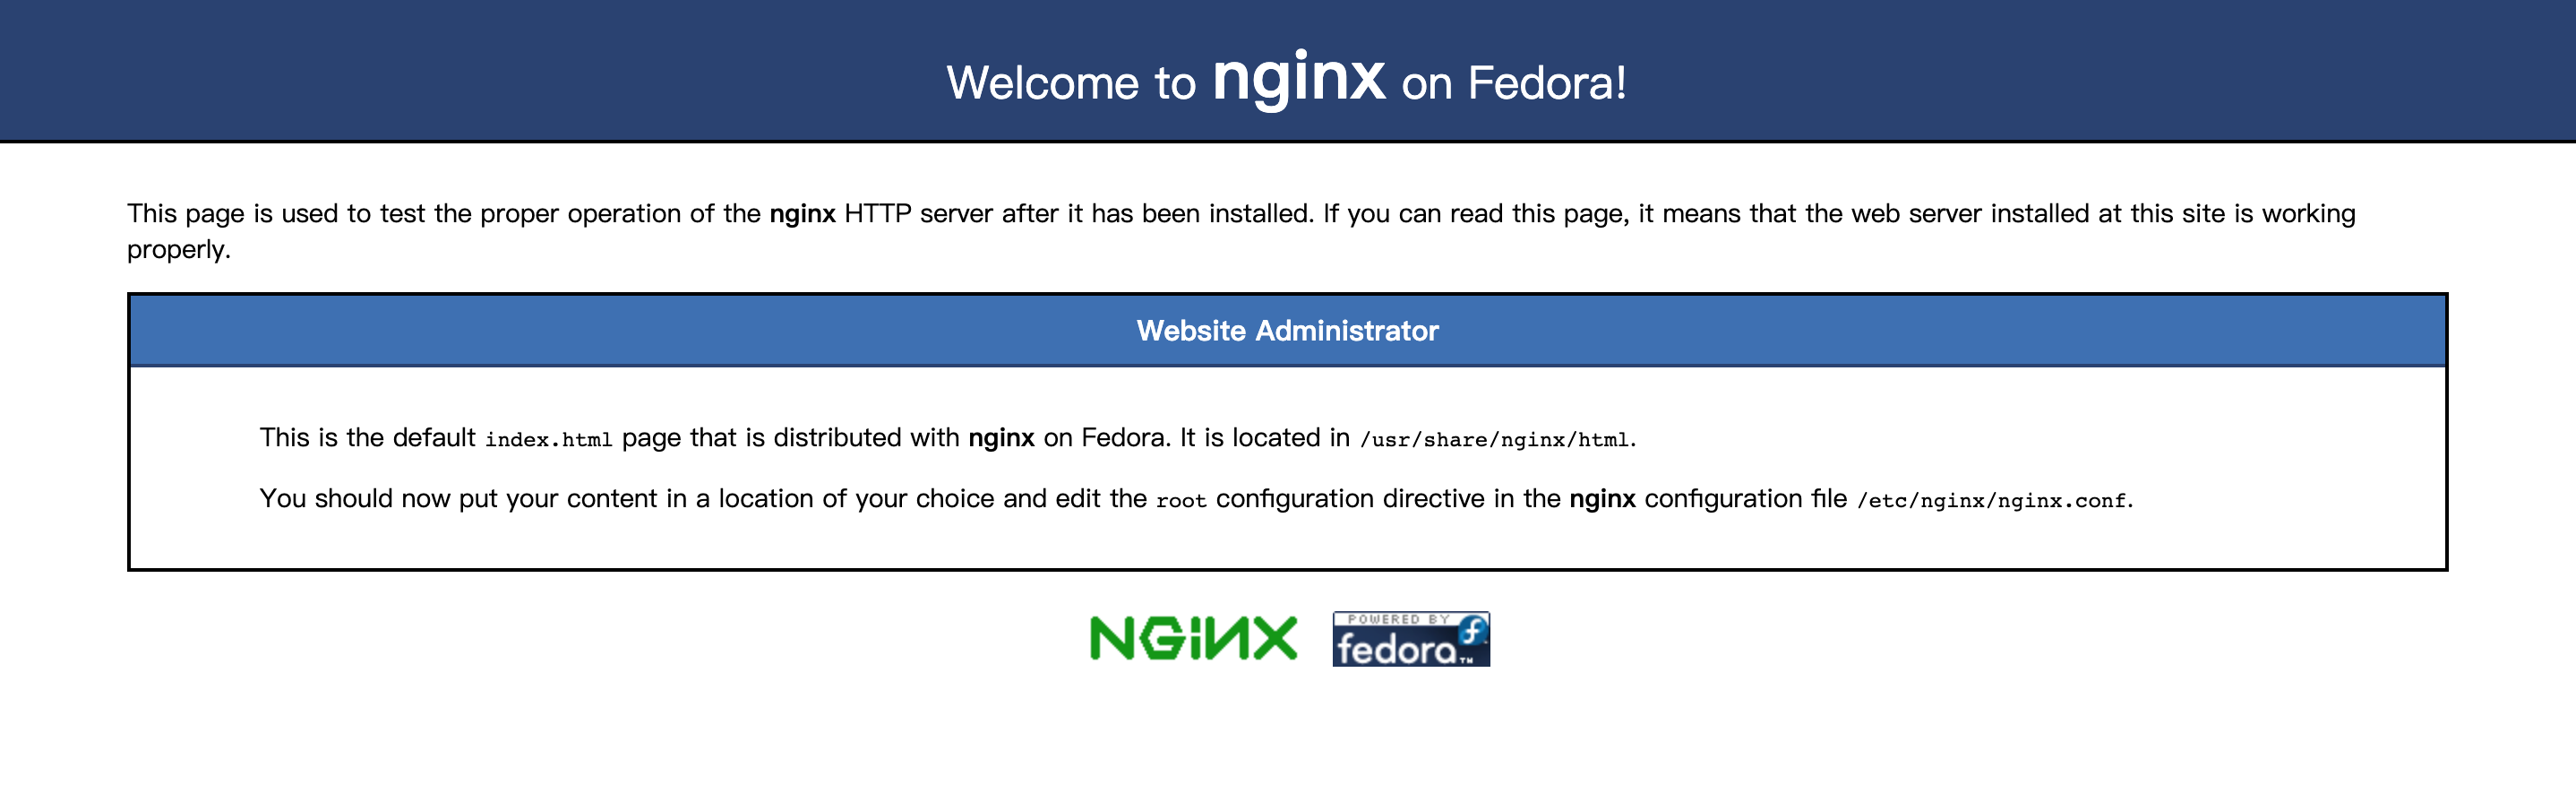 Welcome to nginx on Fedora!
This page is used to test the proper operation of the nginx HTTP server after it has been installed. If you can read this page, it means that the web server installed at this site is working
properly.
Website Administrator
This is the default index.html page that is distributed with nginx on Fedora. It is located in /usr/share/nginx/html.
You should now put your content in a location of your choice and edit the root configuration directive in the nginx configuration file /etc/nginx/nginx.conf.
NGiNX
POWERED BY
fedora™